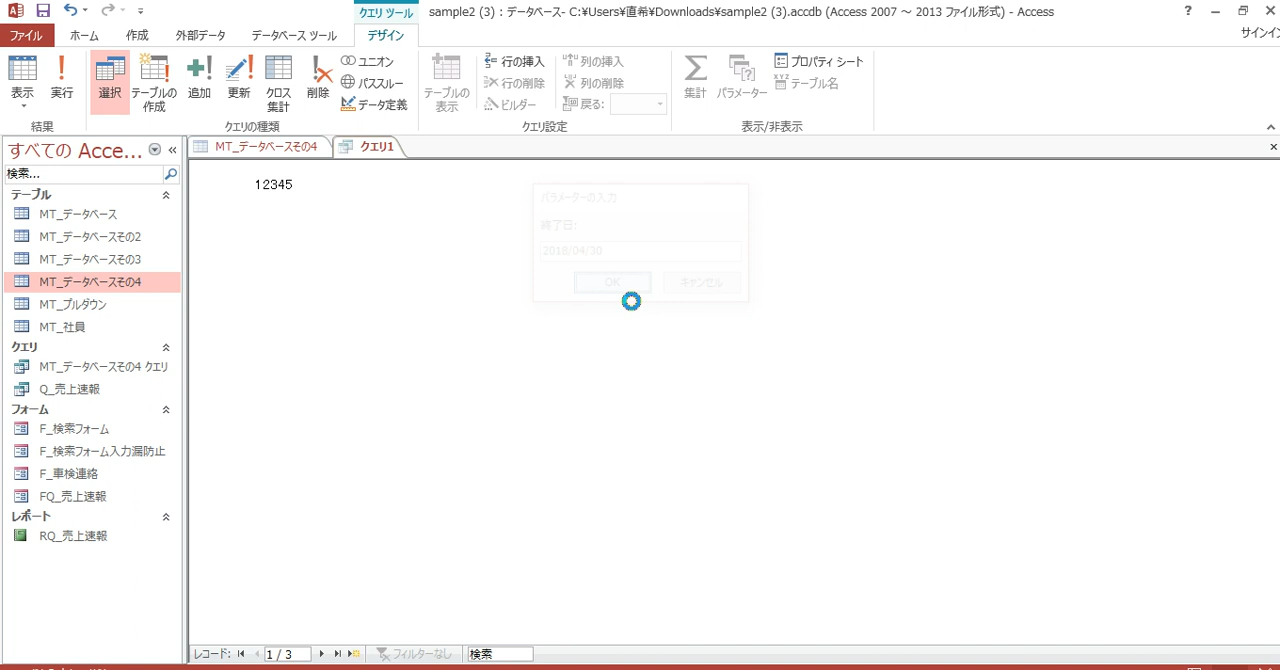 クエリ ツール
sample2 (3) : データベース- C:¥Users¥直希¥Downloads¥sample2 (3).accdb (Access 2007 ～ 2013 ファイル形式) - Access
?
ファイル
ホーム
作成
外部データ
データベース ツール
デザイン
サインイン
表示
実行
選択
テーブルの
作成
追加
更新
クロス
集計
削除
ユニオン
パススルー
データ定義
テーブルの
表示
行の挿入
行の削除
ビルダー
列の挿入
列の削除
戻る:
集計
パラメーター
プロパティ シート
テーブル名
結果
クエリの種類
クエリ設定
表示/非表示
すべての Acce...
検索...
テーブル
MT_データベース
MT_データベースその2
MT_データベースその3
MT_データベースその4
MT_プルダウン
MT_社員
クエリ
MT_データベースその4 クエリ
Q_売上速報
フォーム
F_検索フォーム
F_検索フォーム入力漏防止
F_車検連絡
FQ_売上速報
レポート
RQ_売上速報
MT_データベースその4
クエリ1
12345
パラメーターの入力
終了日:
2018/04/30
OK
キャンセル
レコード:
1 / 3
フィルターなし
検索